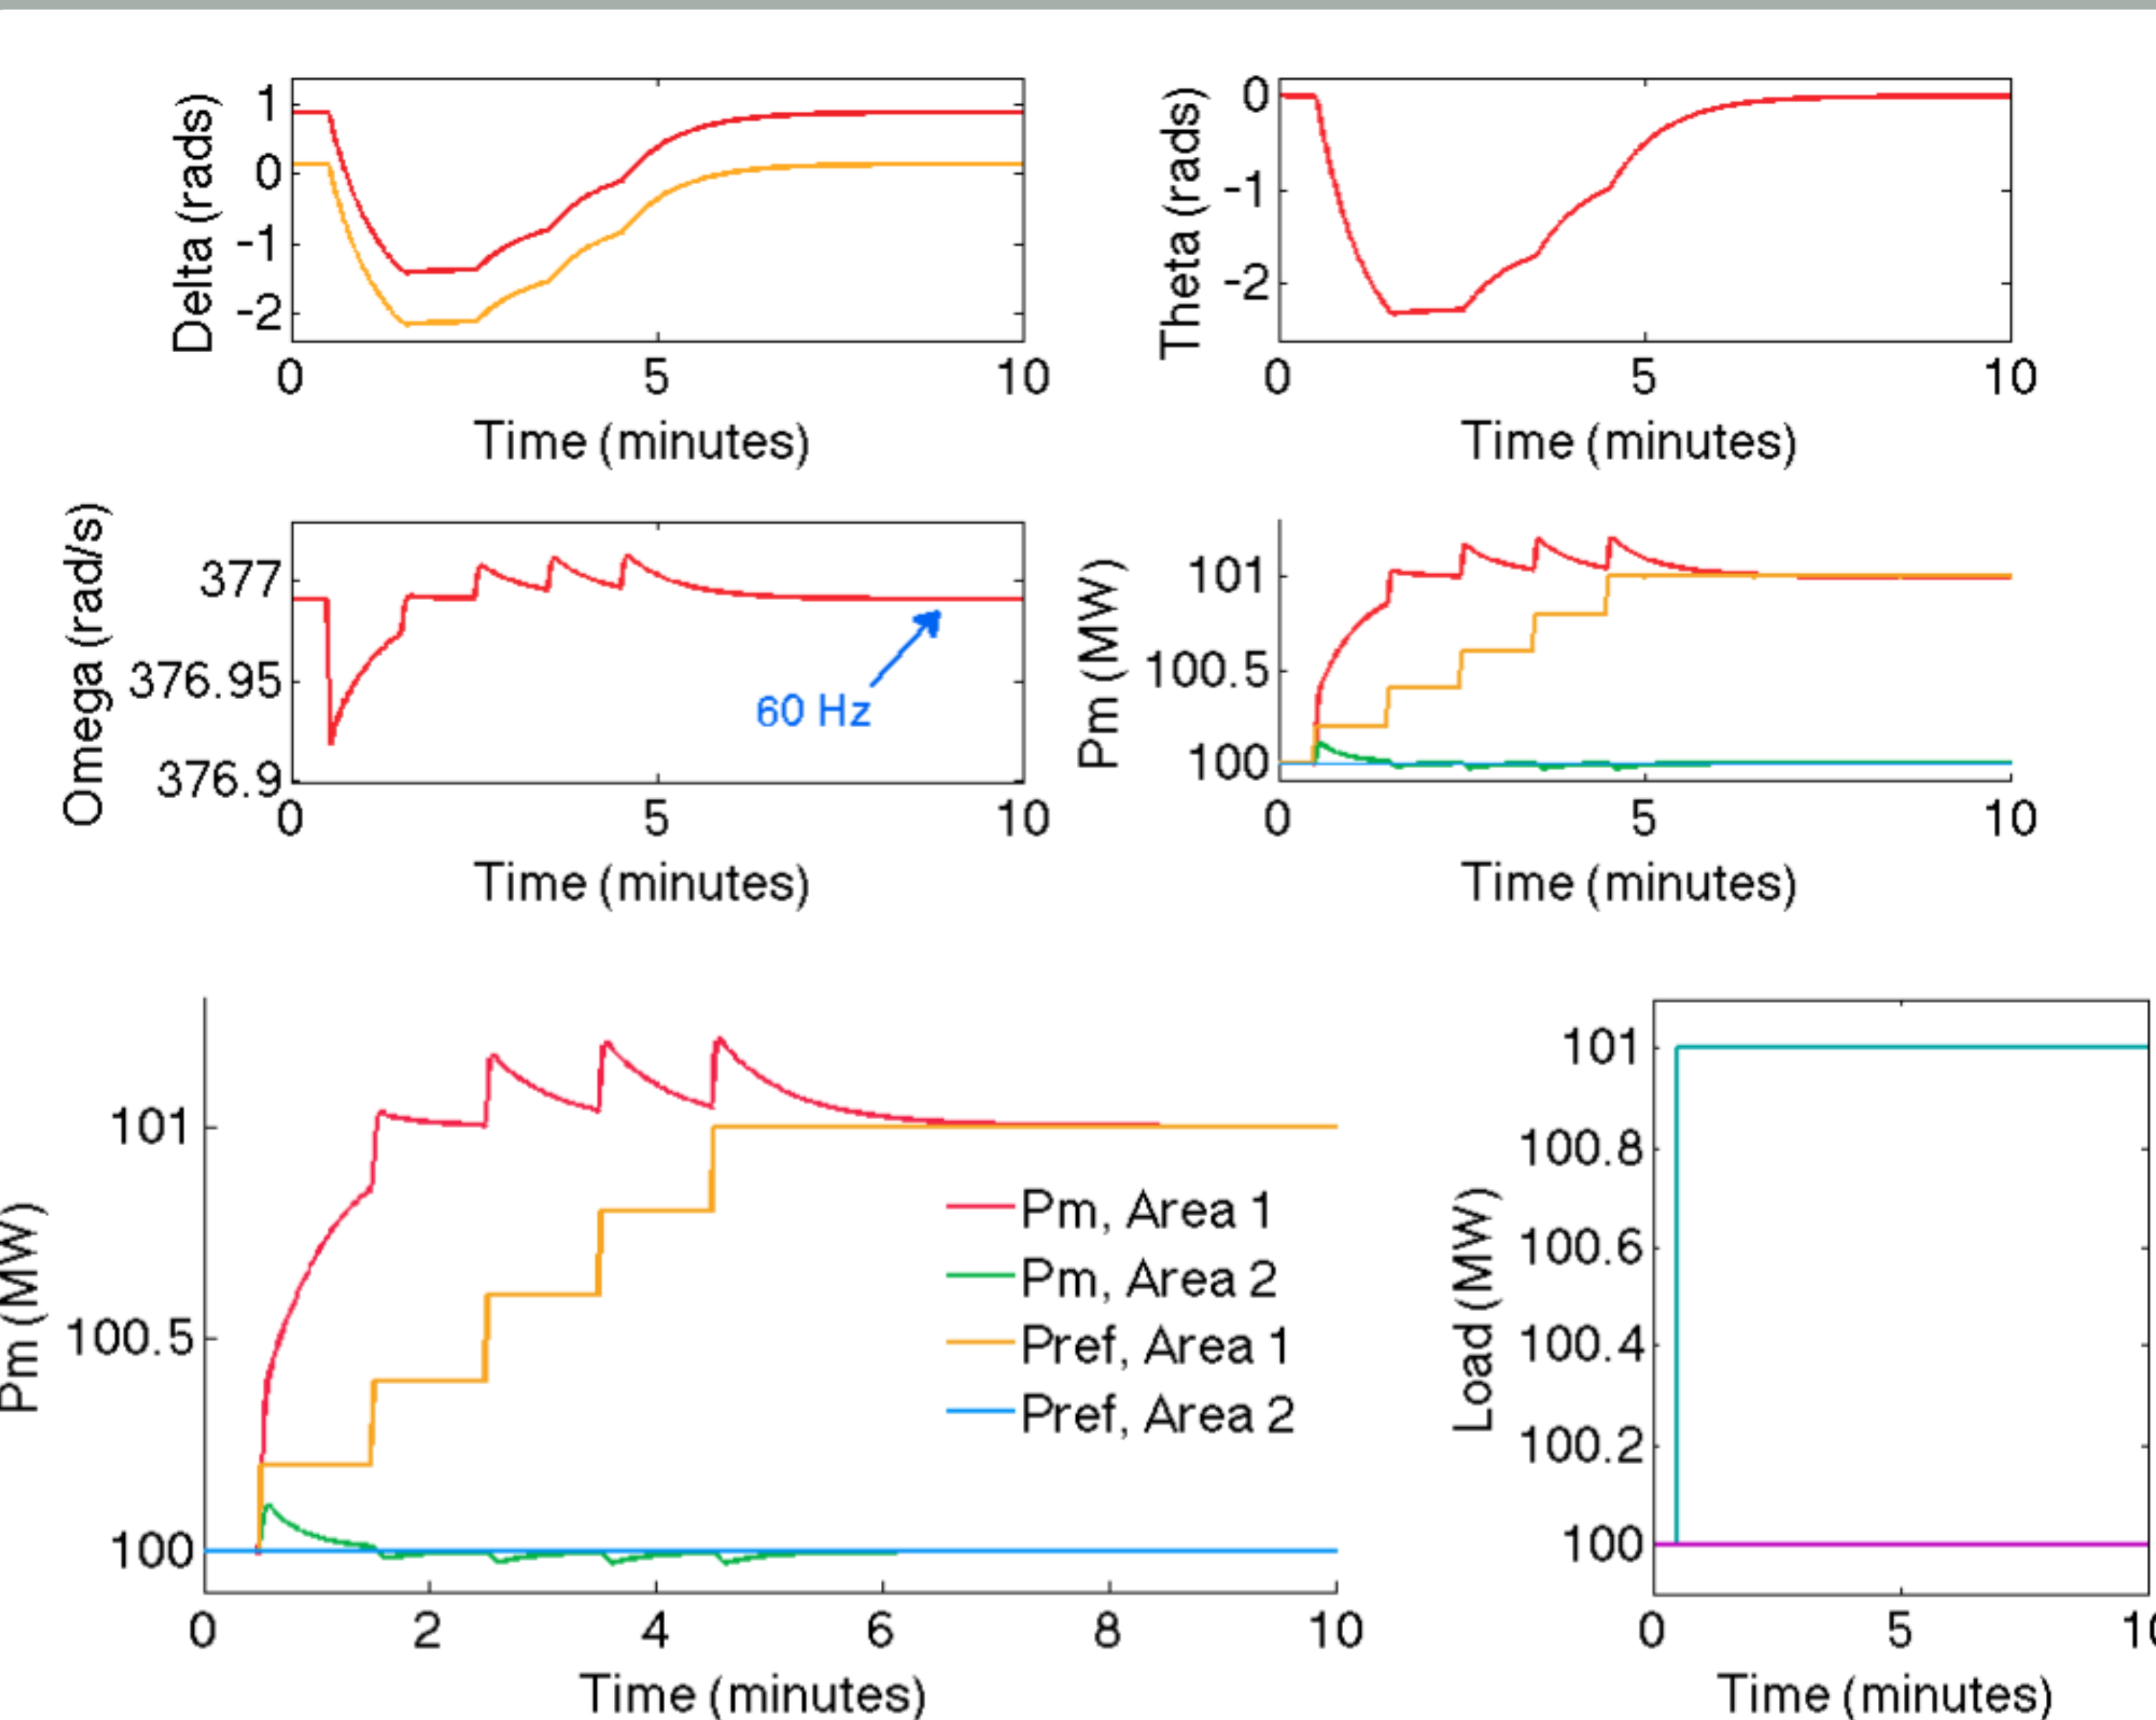 Delta (rads)
1
0
-1
-2
0 5 10
Time (minutes)
Theta (rads)
0
-1
-2
0 5 10
Time (minutes)
Omega (rad/s)
377
376.95
376.9
60 Hz
0 5 10
Time (minutes)
Pm (MW)
101
100.5
100
0 5 10
Time (minutes)
Pm (MW)
101
100.5
100
Pm, Area 1
Pm, Area 2
Pref, Area 1
Pref, Area 2
0 2 4 6 8 10
Time (minutes)
Load (MW)
101
100.8
100.6
100.4
100.2
100
0 5 10
Time (minutes)